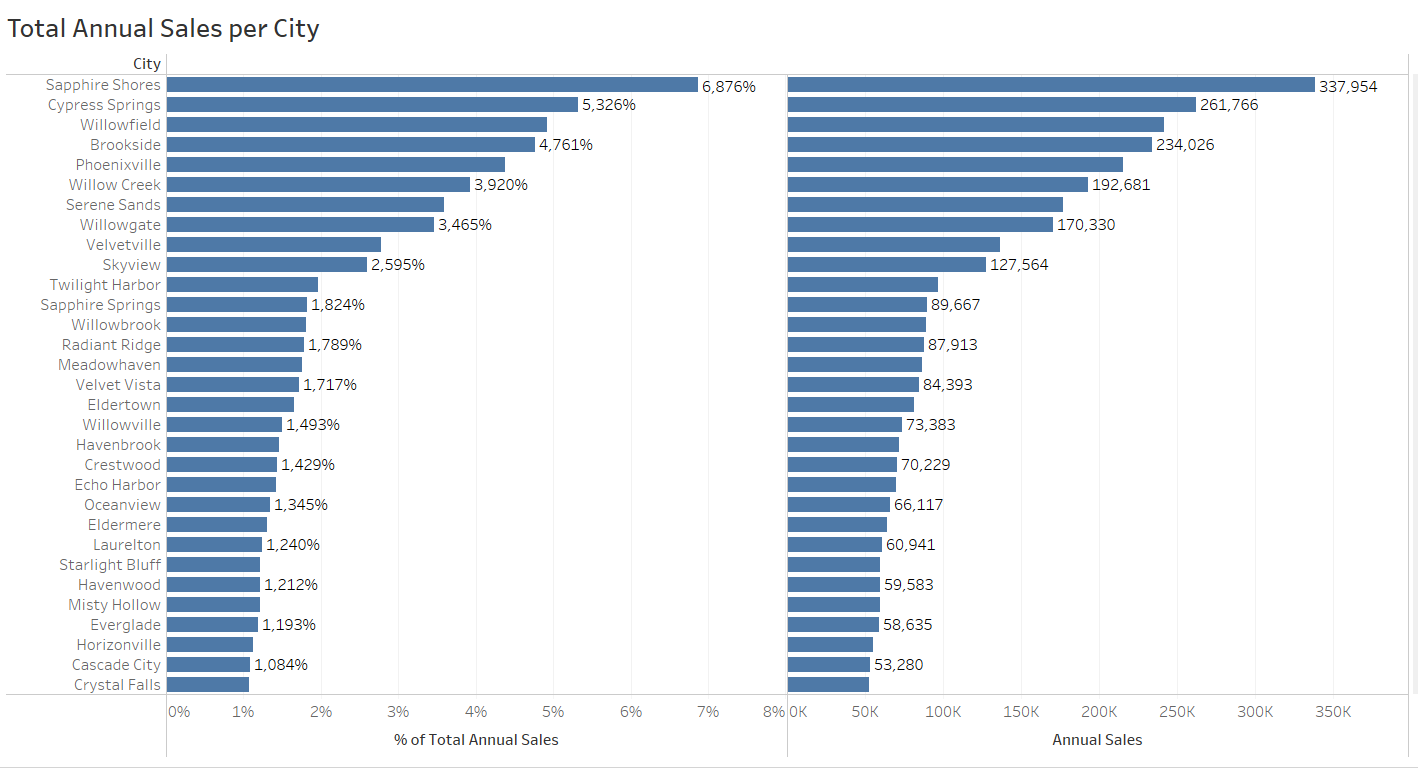 Total Annual Sales per City
City
Sapphire Shores 6,876% 337,954
Cypress Springs 5,326% 261,766
Willowfield
Brookside 4,761% 234,026
Phoenixville
Willow Creek 3,920% 192,681
Serene Sands
Willowgate 3,465% 170,330
Velvetville
Skyview 2,595% 127,564
Twilight Harbor
Sapphire Springs 1,824% 89,667
Willowbrook
Radiant Ridge 1,789% 87,913
Meadowhaven
Velvet Vista 1,717% 84,393
Eldertown
Willowville 1,493% 73,383
Havenbrook
Crestwood 1,429% 70,229
Echo Harbor
Oceanview 1,345% 66,117
Eldermere
Laurelton 1,240% 60,941
Starlight Bluff
Havenwood 1,212% 59,583
Misty Hollow
Everglade 1,193% 58,635
Horizonville
Cascade City 1,084% 53,280
Crystal Falls
0% 1% 2% 3% 4% 5% 6% 7% 8% 0K 50K 100K 150K 200K 250K 300K 350K
% of Total Annual Sales Annual Sales